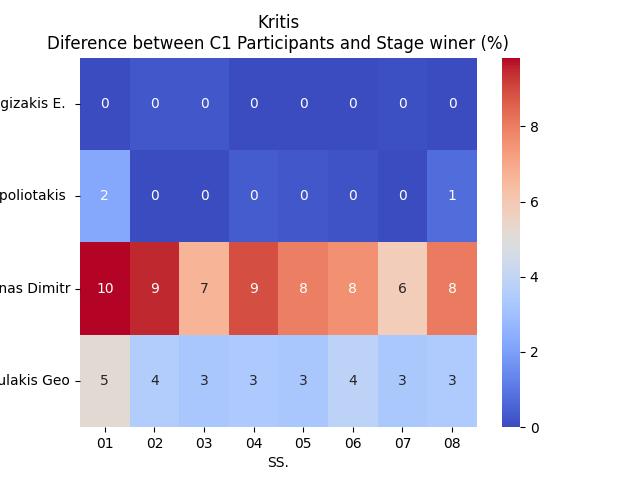 Kritis
Diference between C1 Participants and Stage winer (%)
gizakis E.
0 0 0 0 0 0 0 0
poliotakis
2 0 0 0 0 0 0 1
nas Dimitr
10 9 7 9 8 8 6 8
ulakis Geo
5 4 3 3 3 4 3 3
01 02 03 04 05 06 07 08
SS.
8
6
4
2
0